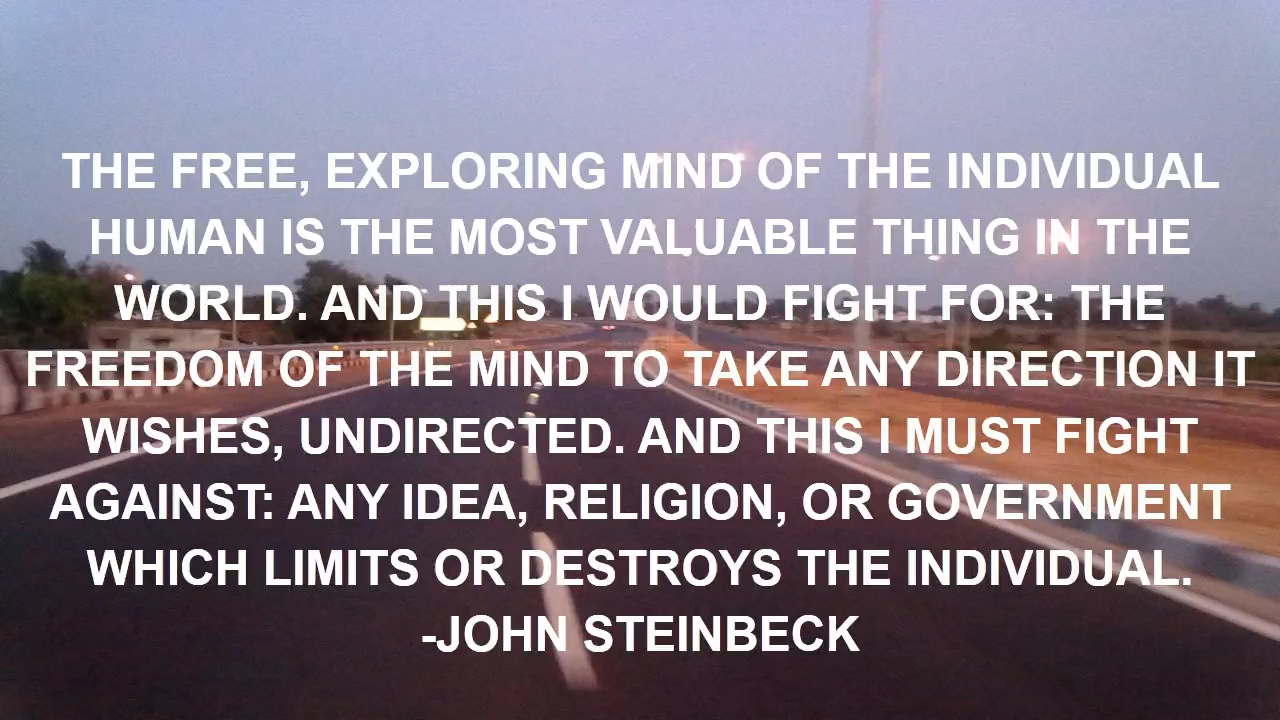 THE FREE, EXPLORING MIND OF THE INDIVIDUAL
HUMAN IS THE MOST VALUABLE THING IN THE
WORLD. AND THIS I WOULD FIGHT FOR: THE
FREEDOM OF THE MIND TO TAKE ANY DIRECTION IT
WISHES, UNDIRECTED. AND THIS I MUST FIGHT
AGAINST: ANY IDEA, RELIGION, OR GOVERNMENT
WHICH LIMITS OR DESTROYS THE INDIVIDUAL.
-JOHN STEINBECK